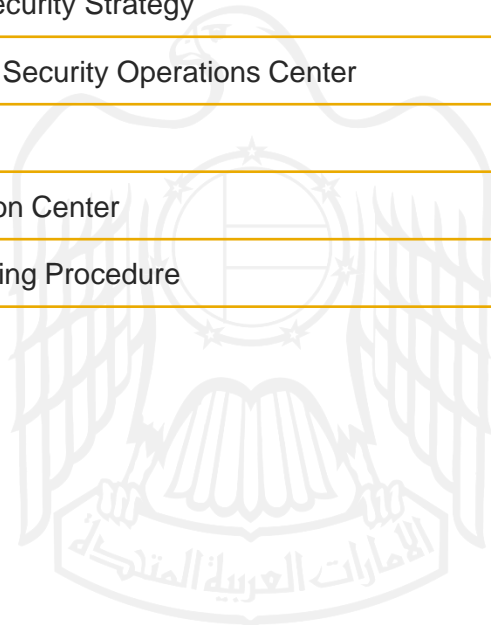 ecurity Strategy
Security Operations Center
on Center
ing Procedure
الإمارات العربية المتحدة